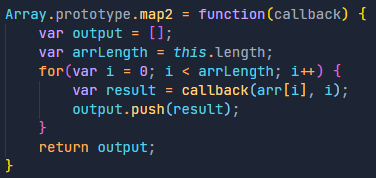 Array.prototype.map2 = function(callback) {
    var output = [];
    var arrLength = this.length;
    for(var i = 0; i < arrLength; i++) {
        var result = callback(arr[i], i);
        output.push(result);
    }
    return output;
}